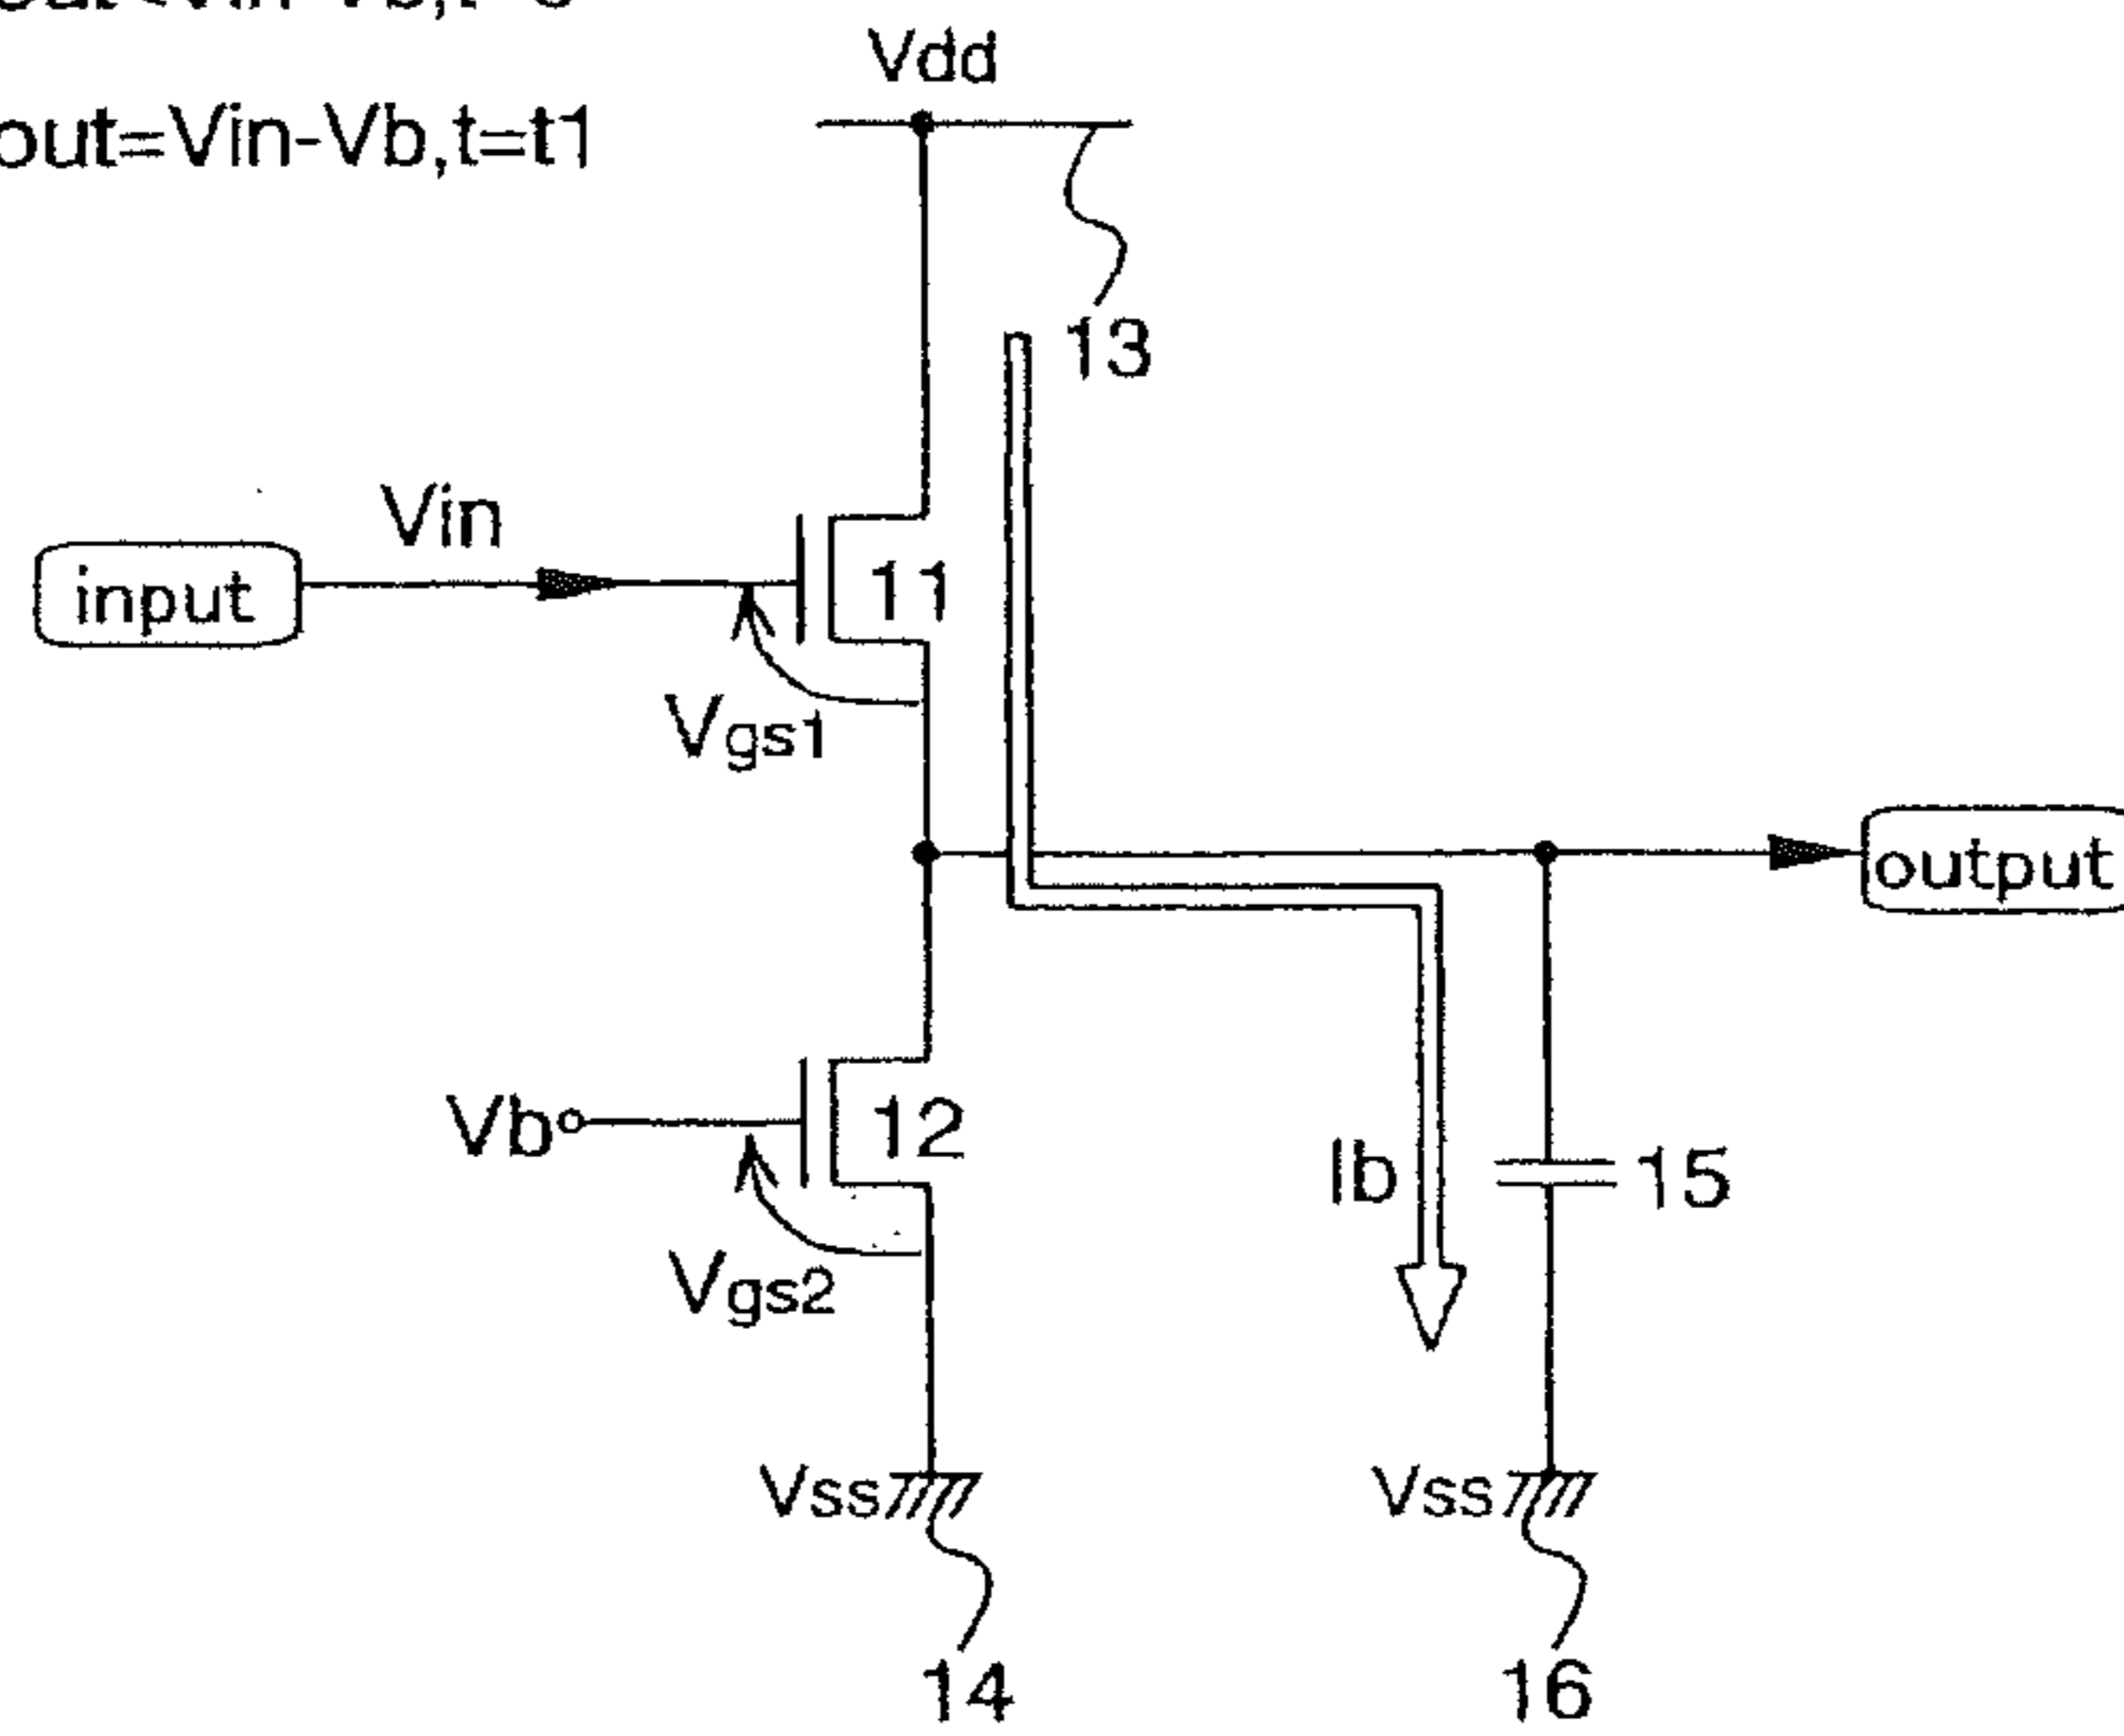 out=Vin-Vb,t=t1
Vdd
13
Vin
input
11
Vgs1
output
Vb
12
Ib
15
Vgs2
Vss
Vss
14
16